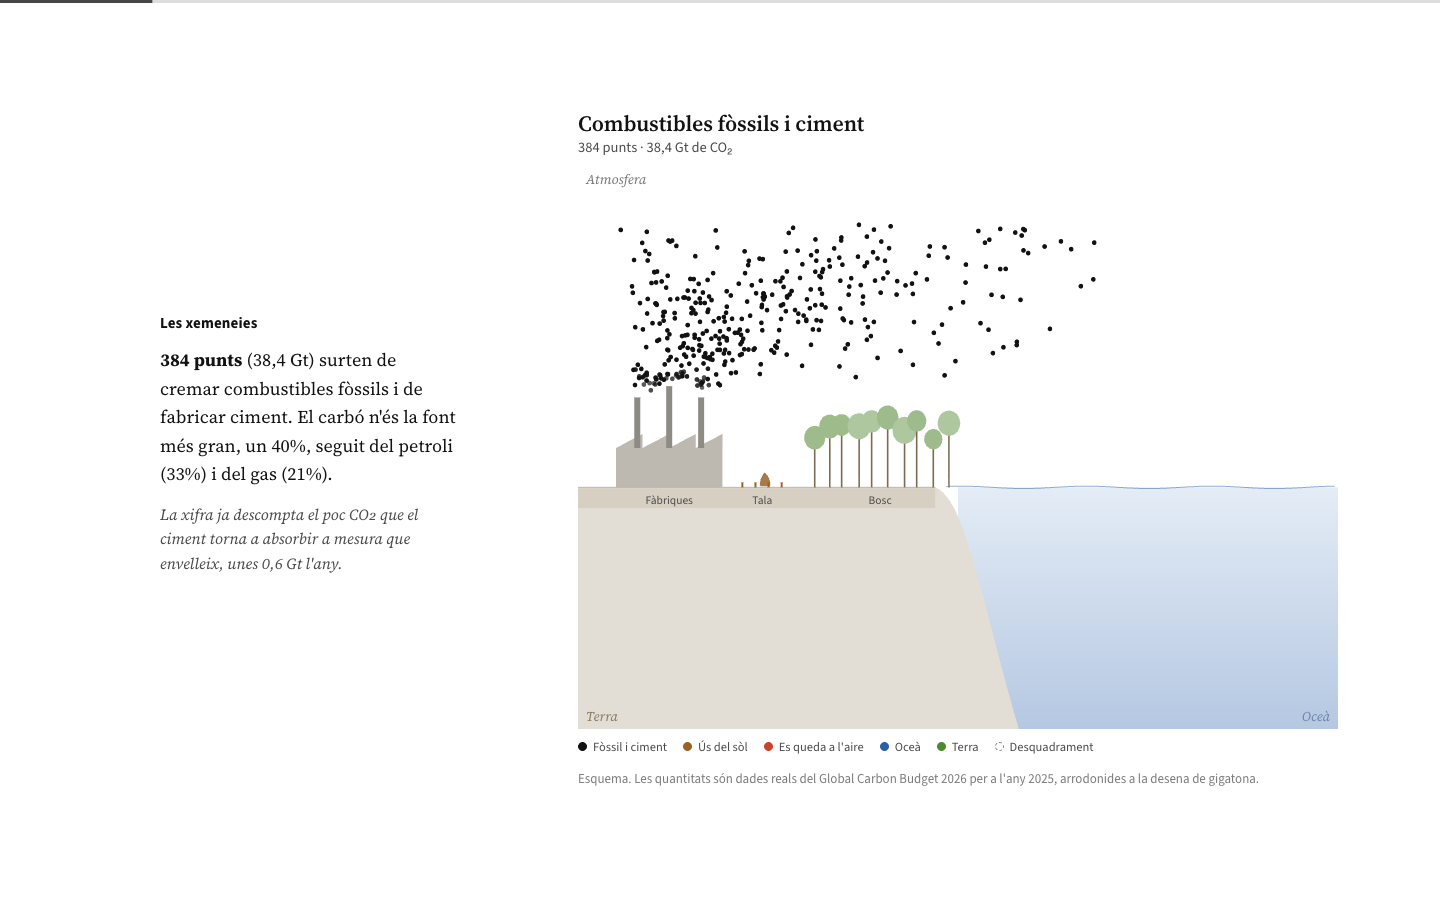 Combustibles fòssils i ciment
384 punts · 38,4 Gt de CO₂
Atmosfera
Les xemeneies
384 punts (38,4 Gt) surten de
cremar combustibles fòssils i de
fabricar ciment. El carbó n'és la font
més gran, un 40%, seguit del petroli
(33%) i del gas (21%).
La xifra ja descompta el poc CO2 que el
ciment torna a absorbir a mesura que
envelleix, unes 0,6 Gt l'any.
Fàbriques
Tala
Bosc
Terra
Oceà
Fòssil i ciment
Ús del sòl
Es queda a l'aire
Oceà
Terra
Desquadrament
Esquema. Les quantitats són dades reals del Global Carbon Budget 2026 per a l'any 2025, arrodonides a la desena de gigatona.